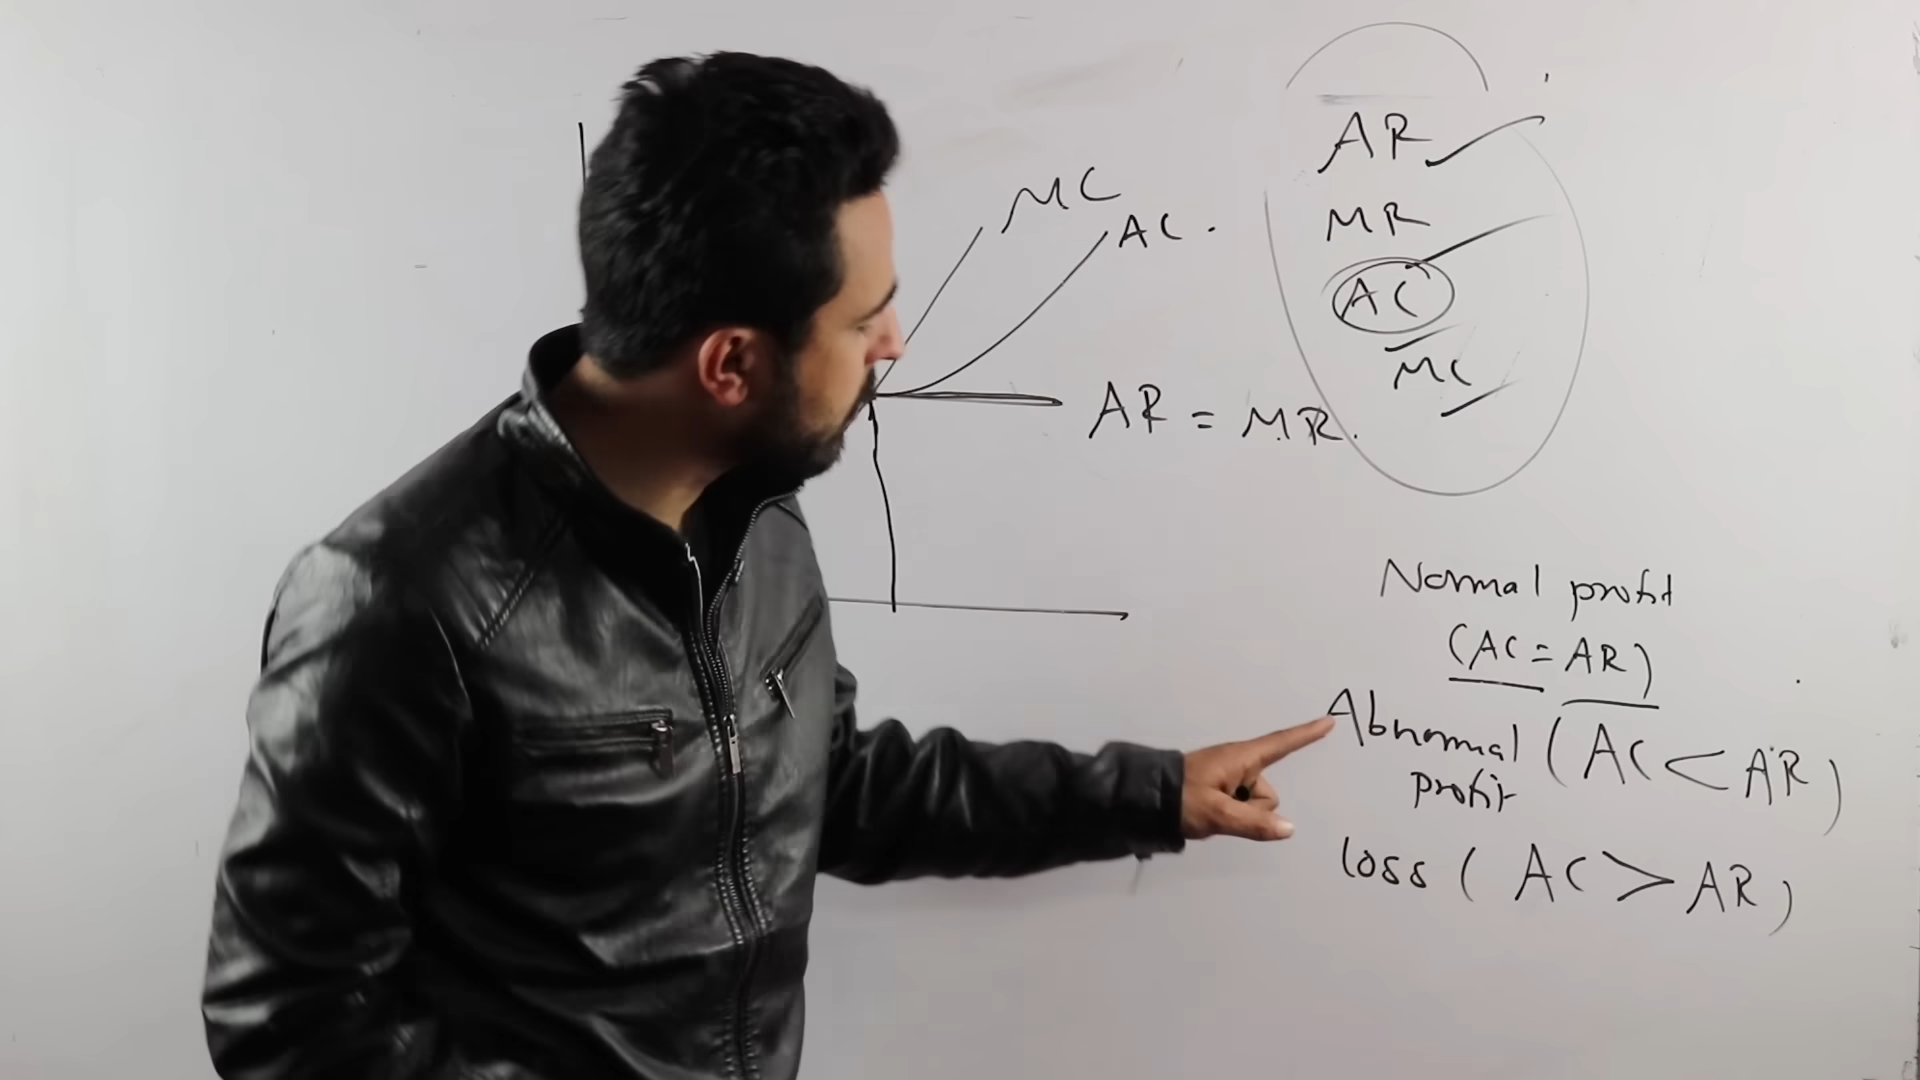 MC
AC.
AR = MR.
AR
MR
AC
MC
Normal profit
(AC = AR)
Abnormal (AC < AR)
profit
loss (AC > AR)